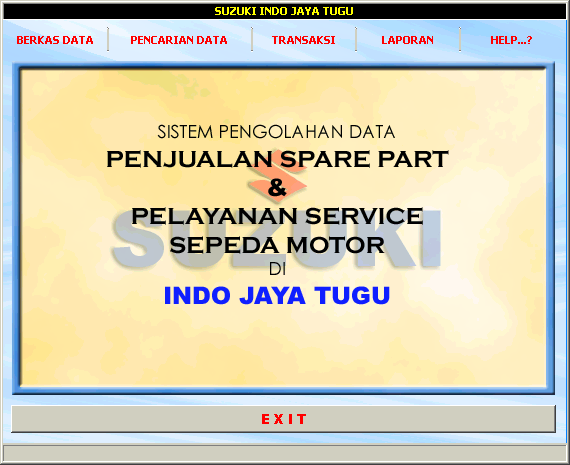 SUZUKI INDO JAYA TUGU
BERKAS DATA PENCARIAN DATA TRANSAKSI LAPORAN HELP...?
SISTEM PENGOLAHAN DATA
PENJUALAN SPARE PART
&
PELAYANAN SERVICE
SUZUKI
SEPEDA MOTOR
DI
INDO JAYA TUGU
E X I T